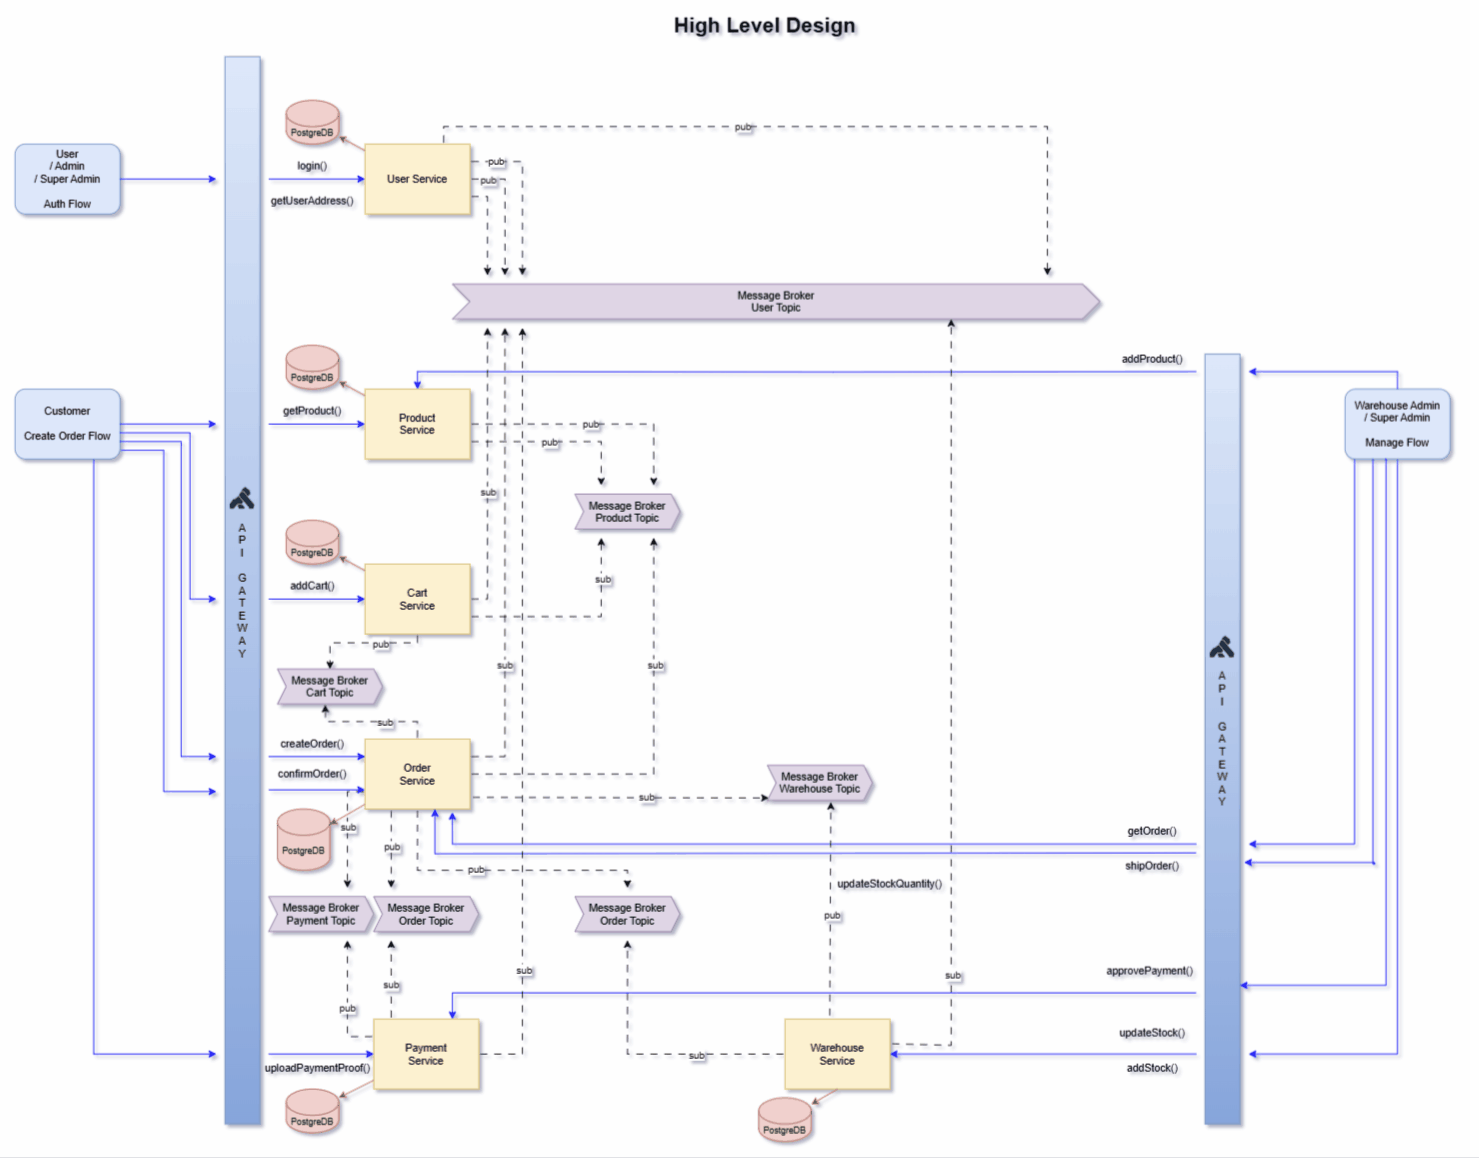 High Level Design
PostgreDB
User
/ Admin
/ Super Admin
Auth Flow
login()
getUserAddress()
User Service
pub
pub
pub
Message Broker
User Topic
PostgreDB
Customer
Create Order Flow
getProduct()
Product
Service
pub
pub
addProduct()
Warehouse Admin
/ Super Admin
Manage Flow
sub
Message Broker
Product Topic
API GATEWAY
PostgreDB
addCart()
Cart
Service
sub
pub
Message Broker
Cart Topic
sub
sub
sub
API GATEWAY
createOrder()
confirmOrder()
Order
Service
sub
Message Broker
Warehouse Topic
PostgreDB
sub
pub
pub
getOrder()
shipOrder()
updateStockQuantity()
Message Broker
Payment Topic
Message Broker
Order Topic
Message Broker
Order Topic
pub
sub
sub
sub
approvePayment()
pub
Payment
Service
uploadPaymentProof()
sub
Warehouse
Service
updateStock()
addStock()
PostgreDB
PostgreDB